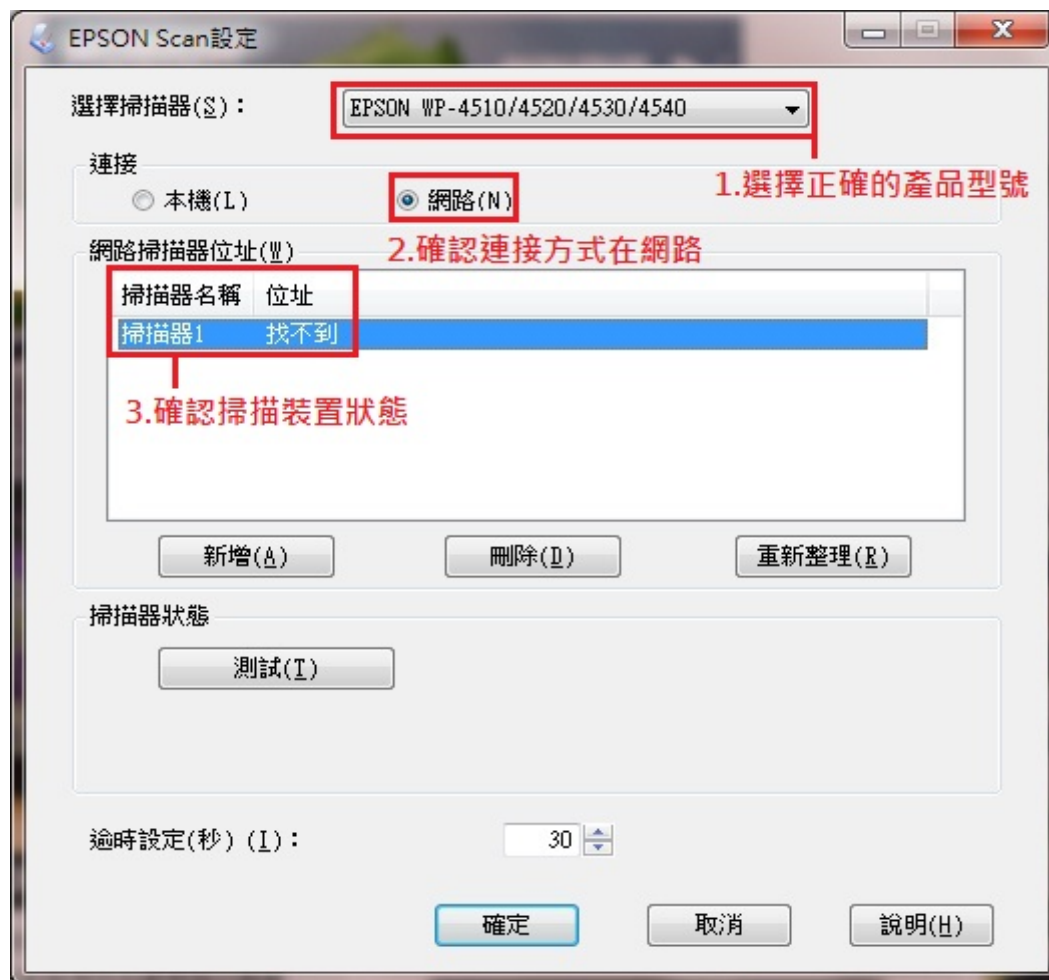 EPSON Scan設定
選擇掃描器(S)：
EPSON WP-4510/4520/4530/4540
1.選擇正確的產品型號
連接
本機(L)
網路(N)
2.確認連接方式在網路
網路掃描器位址(W)
掃描器名稱 位址
掃描器1 找不到
3.確認掃描裝置狀態
新增(A)
刪除(D)
重新整理(R)
掃描器狀態
測試(T)
逾時設定(秒) (I)：
30
確定
取消
說明(H)